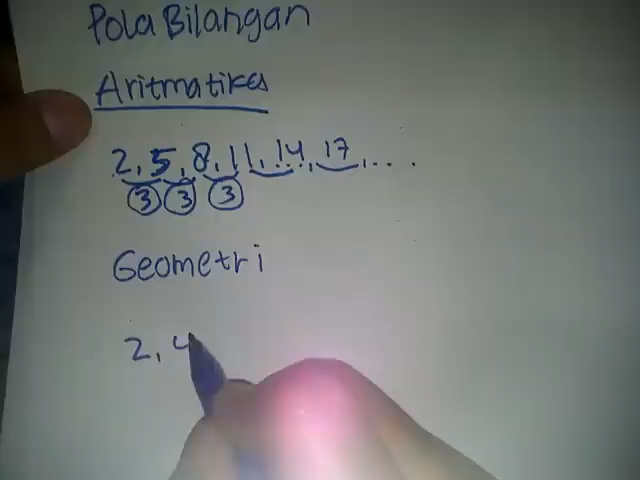 Pola Bilangan
Aritmatika
2, 5, 8, 11, 14, 17, ....
3 3 3
Geometri
2, 4